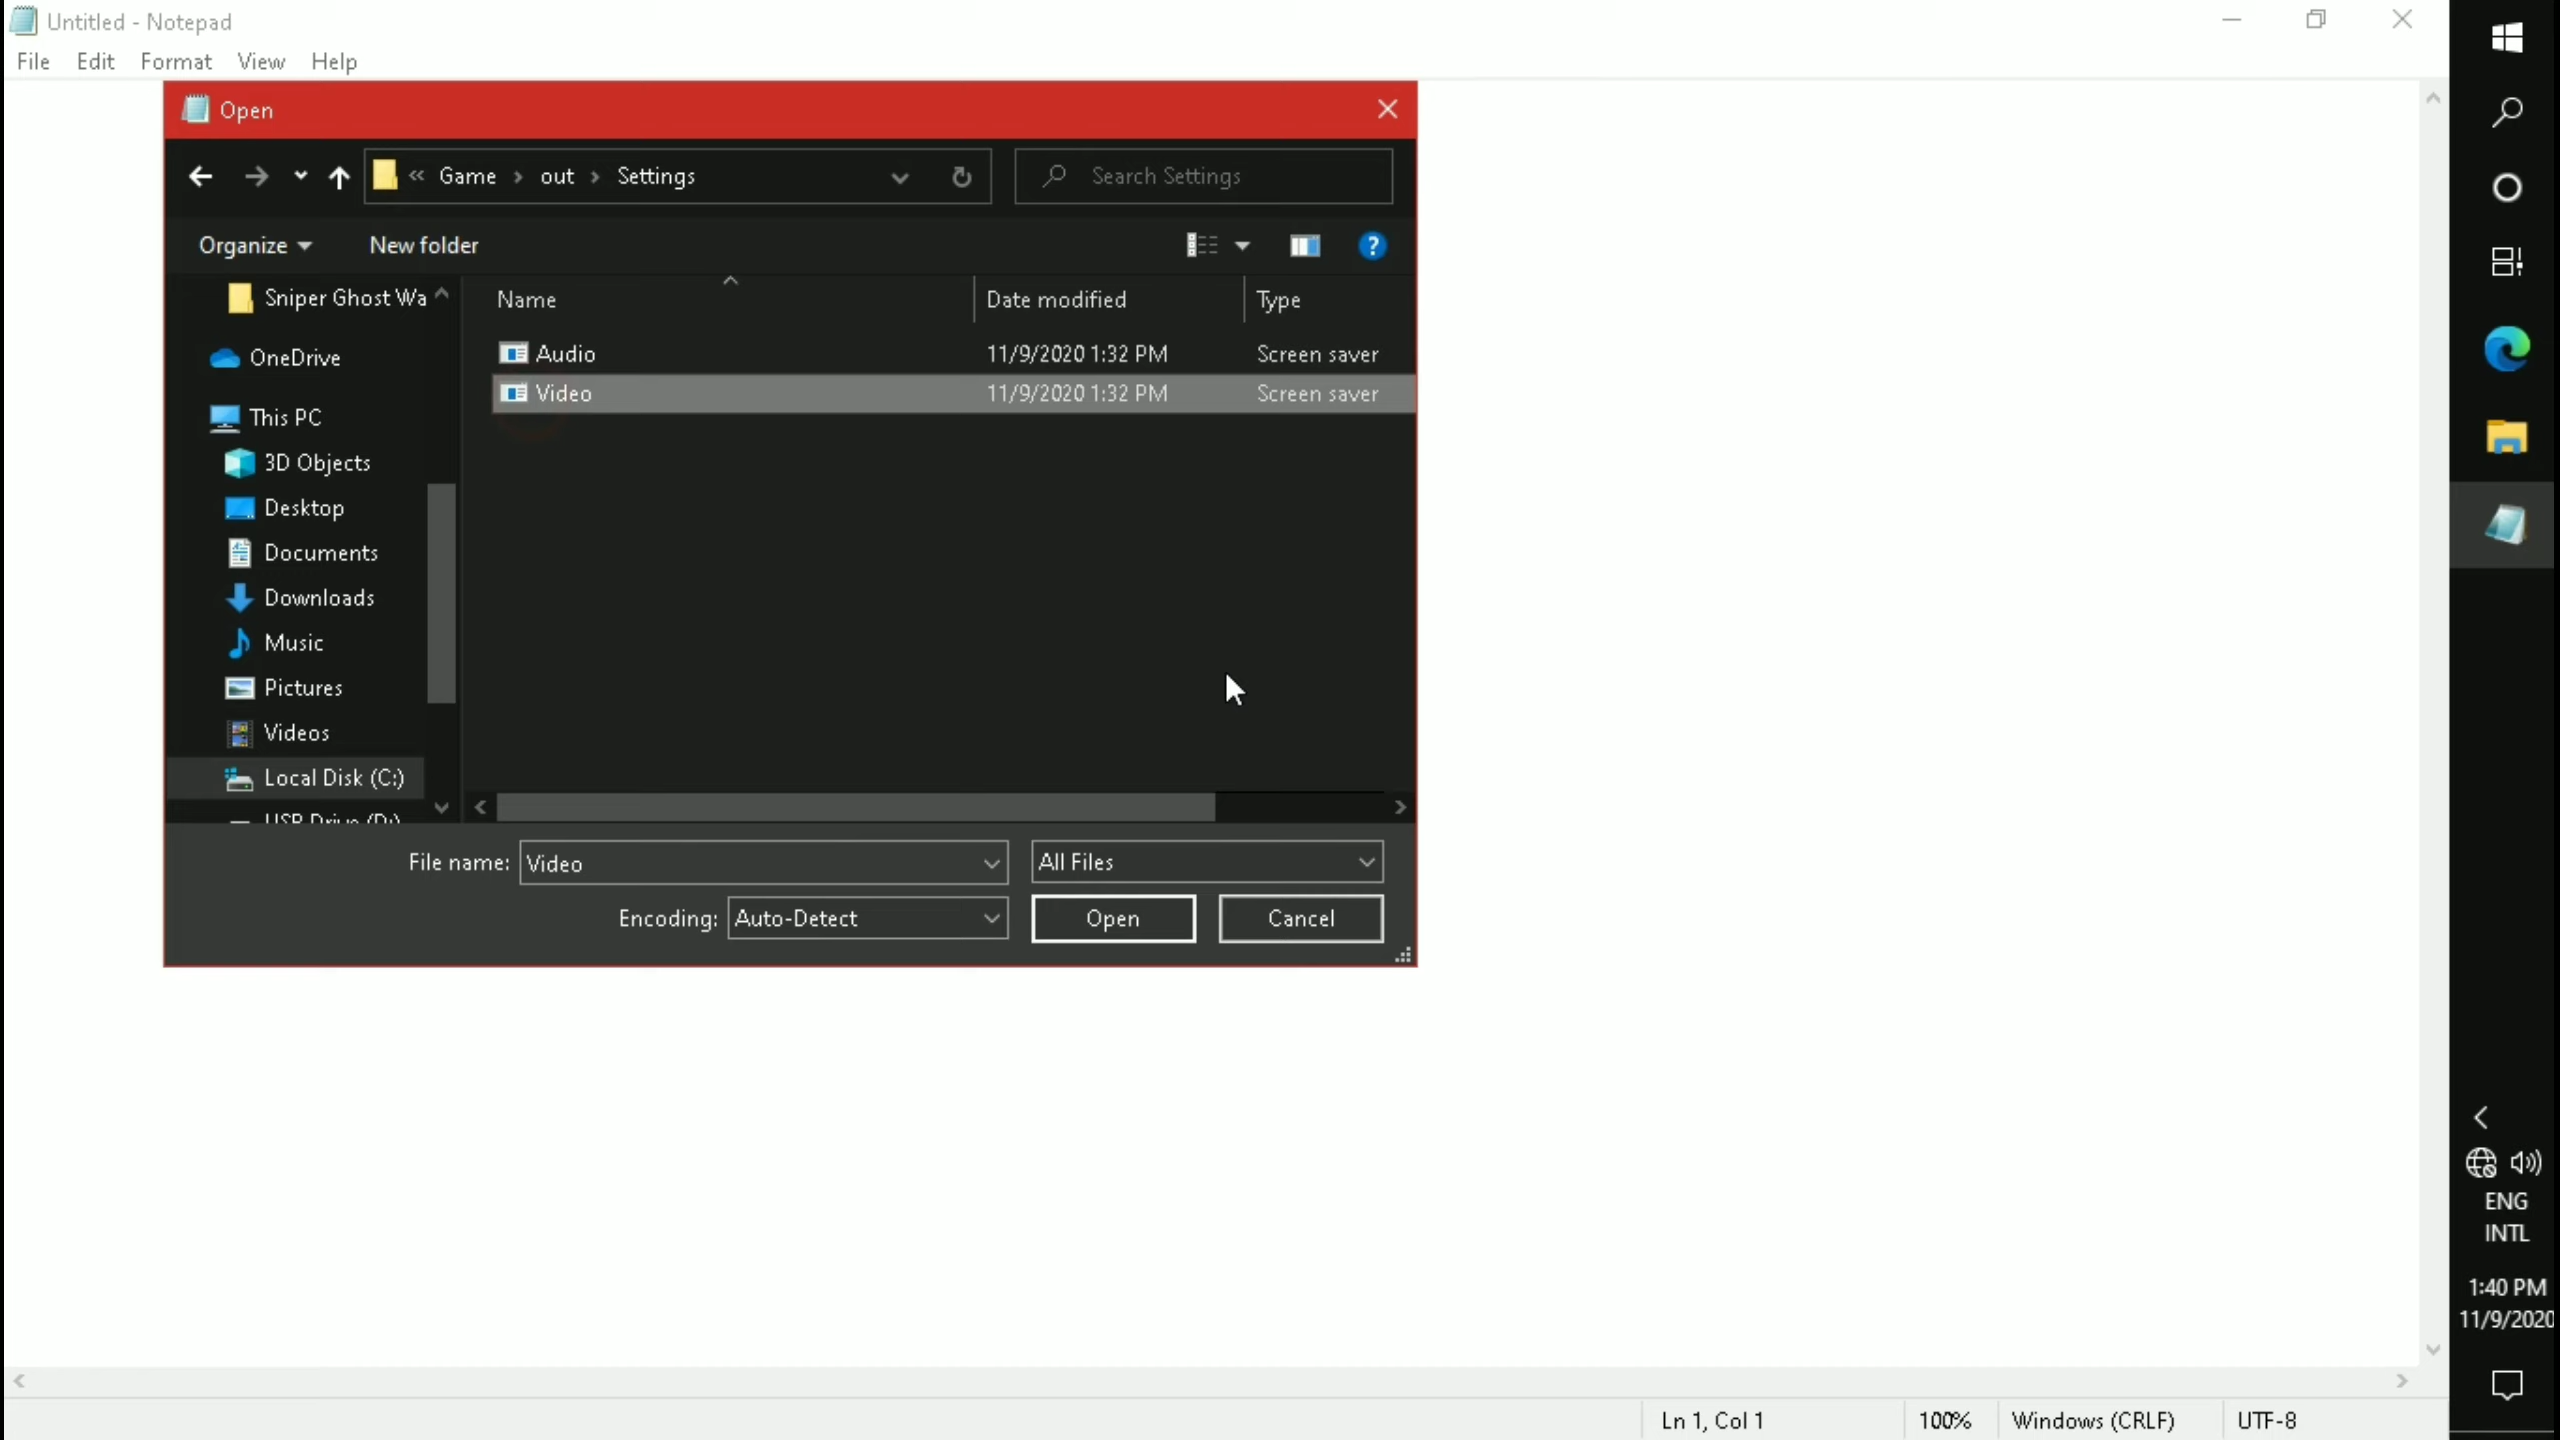 Untitled - Notepad
File Edit Format View Help
Open
« Game › out › Settings
Search Settings
Organize New folder
?
Name Date modified Type
Audio 11/9/2020 1:32 PM Screen saver
Video 11/9/2020 1:32 PM Screen saver
Sniper Ghost Wa
OneDrive
This PC
3D Objects
Desktop
Documents
Downloads
Music
Pictures
Videos
Local Disk (C:)
USB Drive (D:)
File name: Video All Files
Encoding: Auto-Detect Open Cancel
ENG
INTL
1:40 PM
11/9/2020
Ln 1, Col 1 100% Windows (CRLF) UTF-8